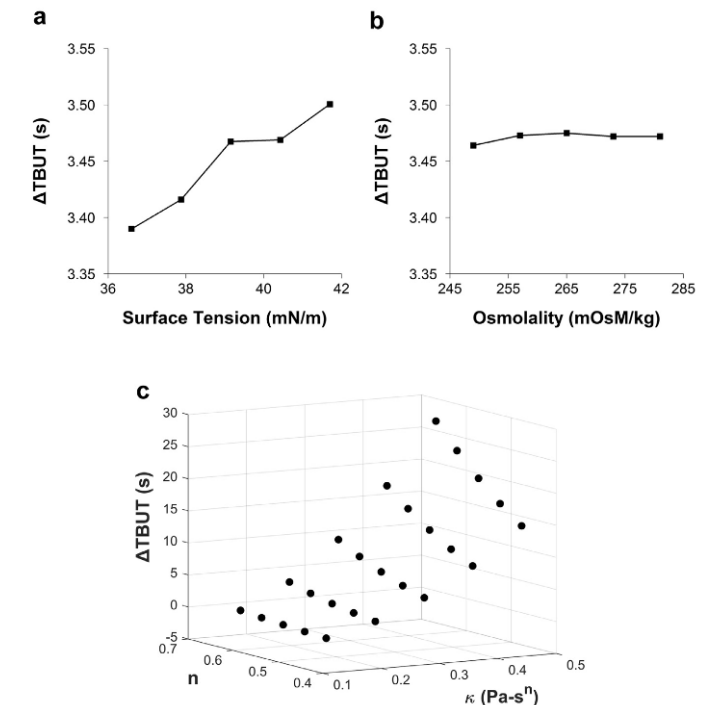 a
3.55
3.50
3.45
3.40
3.35
ΔTBUT (s)
36 38 40 42
Surface Tension (mN/m)
b
3.55
3.50
3.45
3.40
3.35
ΔTBUT (s)
245 255 265 275 285
Osmolality (mOsM/kg)
c
30
25
20
15
10
5
0
-5
ΔTBUT (s)
0.7 0.6 0.5 0.4
n
0.1 0.2 0.3 0.4 0.5
κ (Pa-sⁿ)